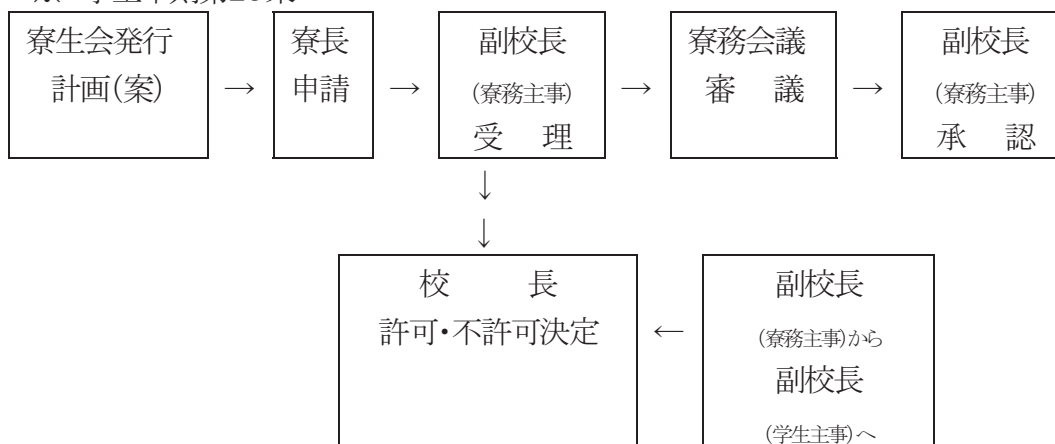 寮生会発行
計画(案)
→
寮長
申請
→
副校長
(寮務主事)
受 理
→
寮務会議
審 議
→
副校長
(寮務主事)
承 認
↓
↓
校 長
許可・不許可決定
←
副校長
(寮務主事)から
副校長
(学生主事)へ